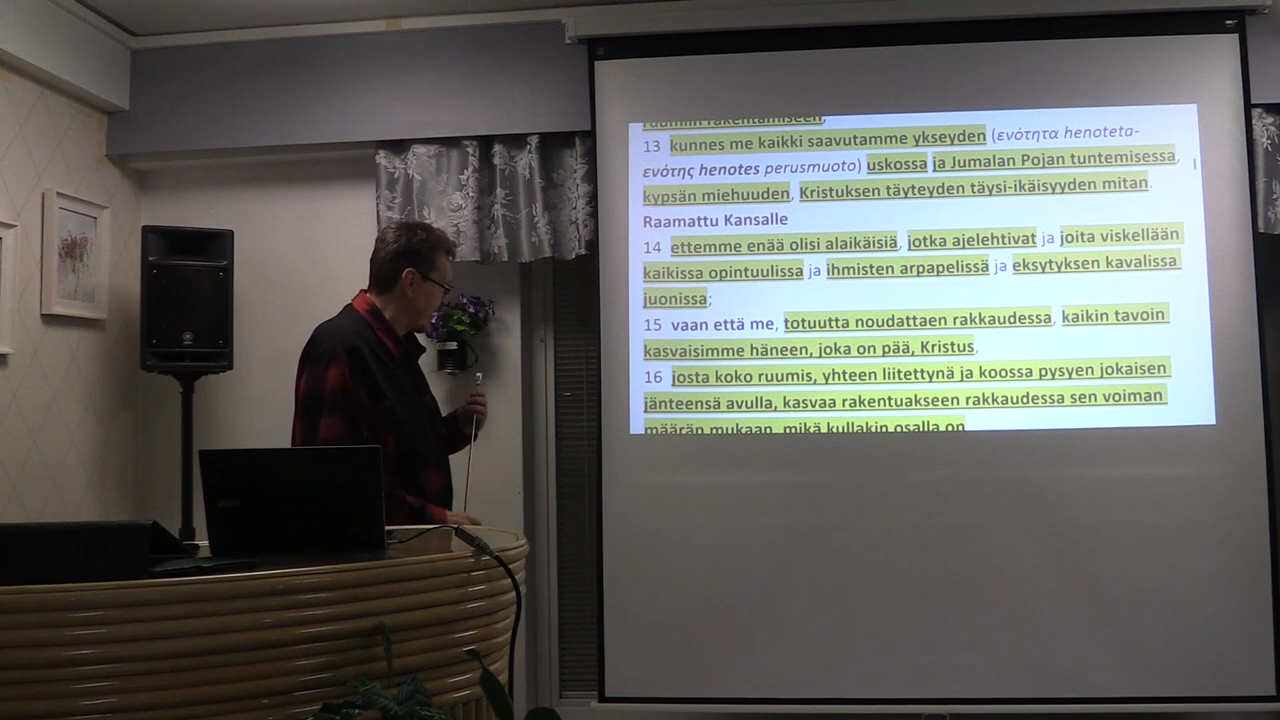 ruumiin rakentamiseen,
13 kunnes me kaikki saavutamme ykseyden (ενότητα henoteta-
ενότης henotes perusmuoto) uskossa ja Jumalan Pojan tuntemisessa,
kypsän miehuuden, Kristuksen täyteyden täysi-ikäisyyden mitan.
Raamattu Kansalle
14 ettemme enää olisi alaikäisiä, jotka ajelehtivat ja joita viskellään
kaikissa opintuulissa ja ihmisten arpapelissä ja eksytyksen kavalissa
juonissa;
15 vaan että me, totuutta noudattaen rakkaudessa, kaikin tavoin
kasvaisimme häneen, joka on pää, Kristus,
16 josta koko ruumis, yhteen liitettynä ja koossa pysyen jokaisen
jänteensä avulla, kasvaa rakentuakseen rakkaudessa sen voiman
määrän mukaan, mikä kullakin osalla on
acer